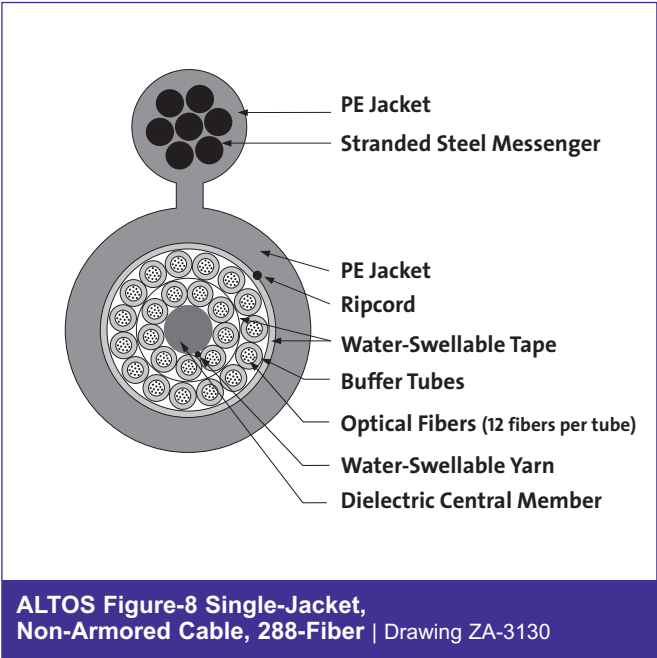 PE Jacket
Stranded Steel Messenger
PE Jacket
Ripcord
Water-Swellable Tape
Buffer Tubes
Optical Fibers (12 fibers per tube)
Water-Swellable Yarn
Dielectric Central Member
ALTOS Figure-8 Single-Jacket,
Non-Armored Cable, 288-Fiber | Drawing ZA-3130